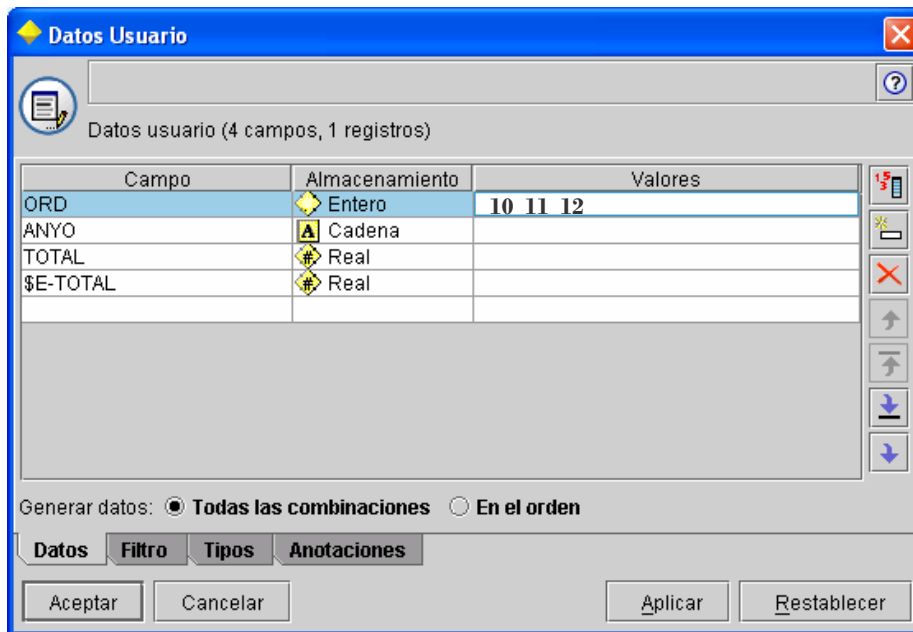 Datos Usuario
Datos usuario (4 campos, 1 registros)
Campo Almacenamiento Valores
ORD Entero 10 11 12
ANYO A Cadena
TOTAL # Real
$E-TOTAL # Real
Generar datos: Todas las combinaciones En el orden
Datos Filtro Tipos Anotaciones
Aceptar Cancelar Aplicar Restablecer